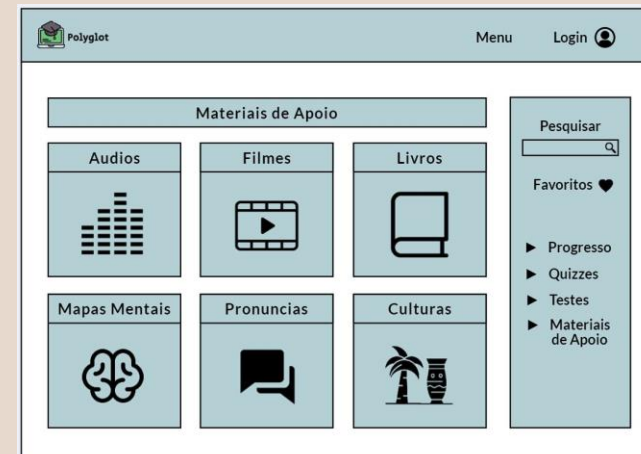 Polyglot
Menu
Login
Materiais de Apoio
Audios
Filmes
Livros
Mapas Mentais
Pronuncias
Culturas
Pesquisar
Favoritos
Progresso
Quizzes
Testes
Materiais
de Apoio